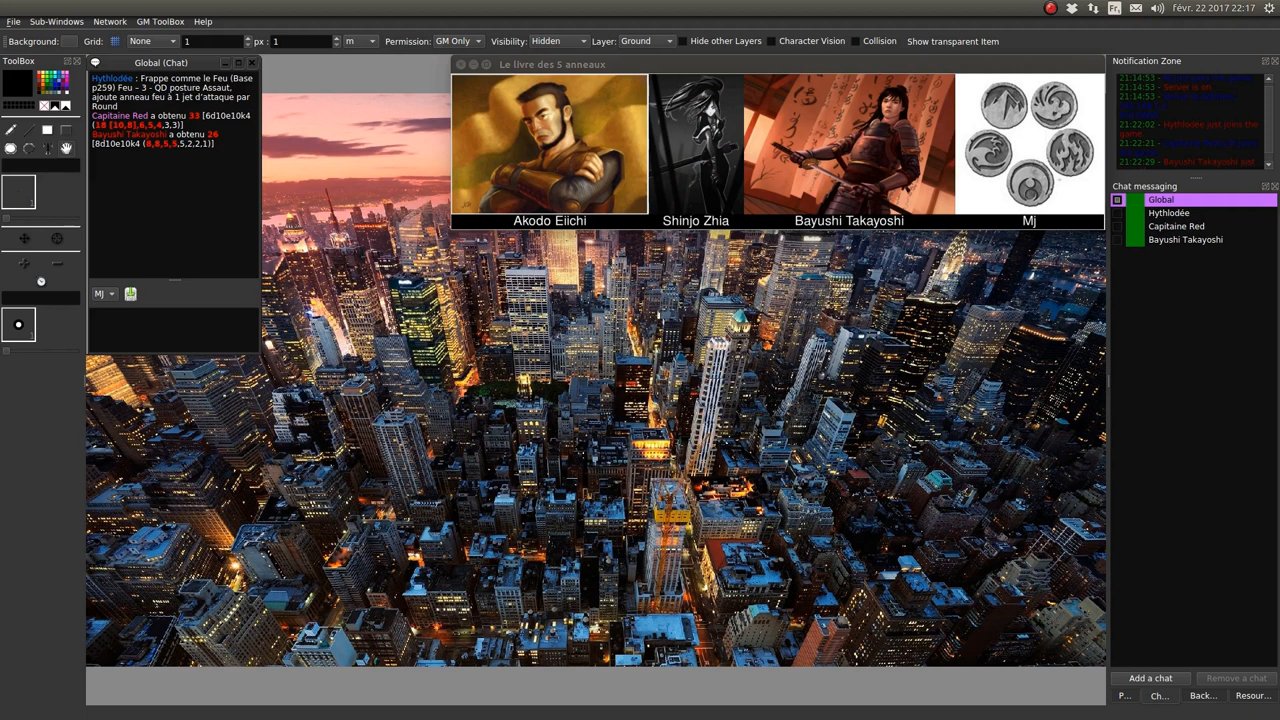 Fr₁
févr. 22 2017 22:17
File Sub-Windows Network GM ToolBox Help
Background: Grid: None 1 px : 1 m Permission: GM Only Visibility: Hidden Layer: Ground Hide other Layers Character Vision Collision Show transparent Item
ToolBox
1
1
Global (Chat)
Hythlodée : Frappe comme le Feu (Base
p259) Feu – 3 - QD posture Assaut,
ajoute anneau feu à 1 jet d'attaque par
Round
Capitaine Red a obtenu 33 [6d10e10k4
(18 [10,8],6,5,4,3,3)]
Bayushi Takayoshi a obtenu 26
[8d10e10k4 (8,8,5,5,5,2,2,1)]
MJ
Le livre des 5 anneaux
Akodo Eiichi
Shinjo Zhia
Bayushi Takayoshi
Mj
Notification Zone
21:14:53 -
21:14:53 - Server is on.
21:14:53 -
21:22:02 - Hythlodée just joins the
game.
21:22:21
21:22:29 - Bayushi Takayoshi just
Chat messaging
Global
Hythlodée
Capitaine Red
Bayushi Takayoshi
Add a chat Remove a chat
P... Ch... Back... Resour...